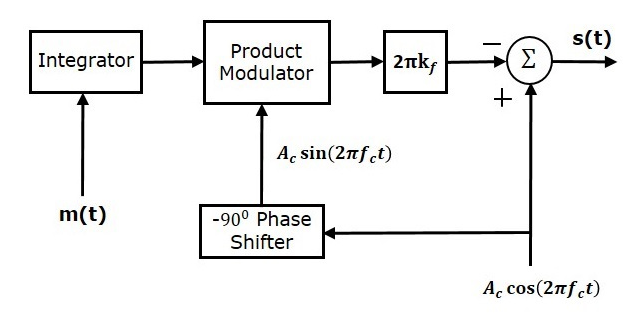 Integrator
Product
Modulator
2πk_f
−
Σ
s(t)
+
A_c sin(2πf_ct)
m(t)
-90⁰ Phase
Shifter
A_c cos(2πf_ct)